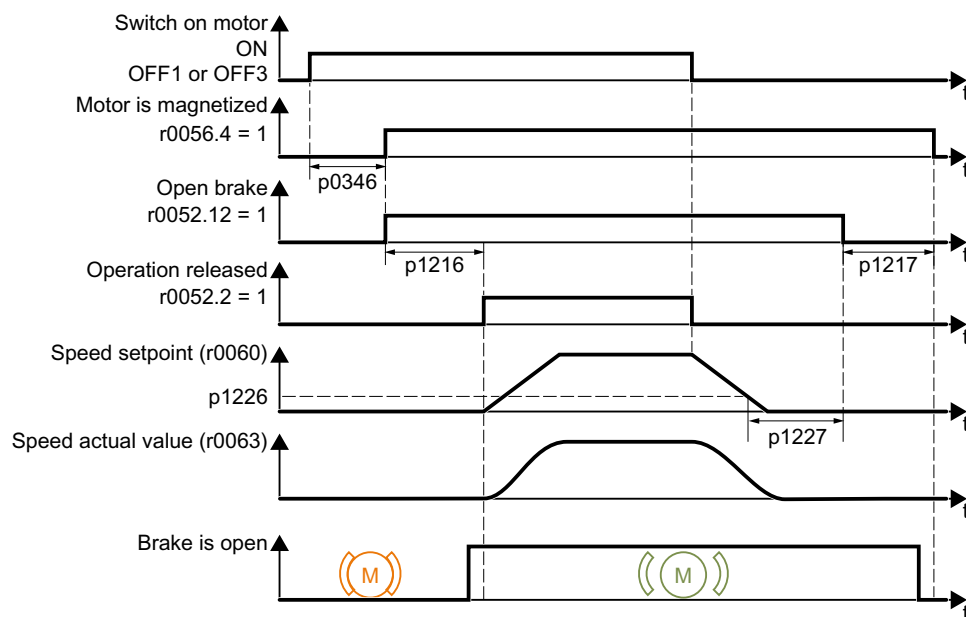 Switch on motor
ON
OFF1 or OFF3
t
Motor is magnetized
r0056.4 = 1
t
p0346
Open brake
r0052.12 = 1
t
p1216
p1217
Operation released
r0052.2 = 1
t
Speed setpoint (r0060)
p1226
t
p1227
Speed actual value (r0063)
t
Brake is open
M
M
t